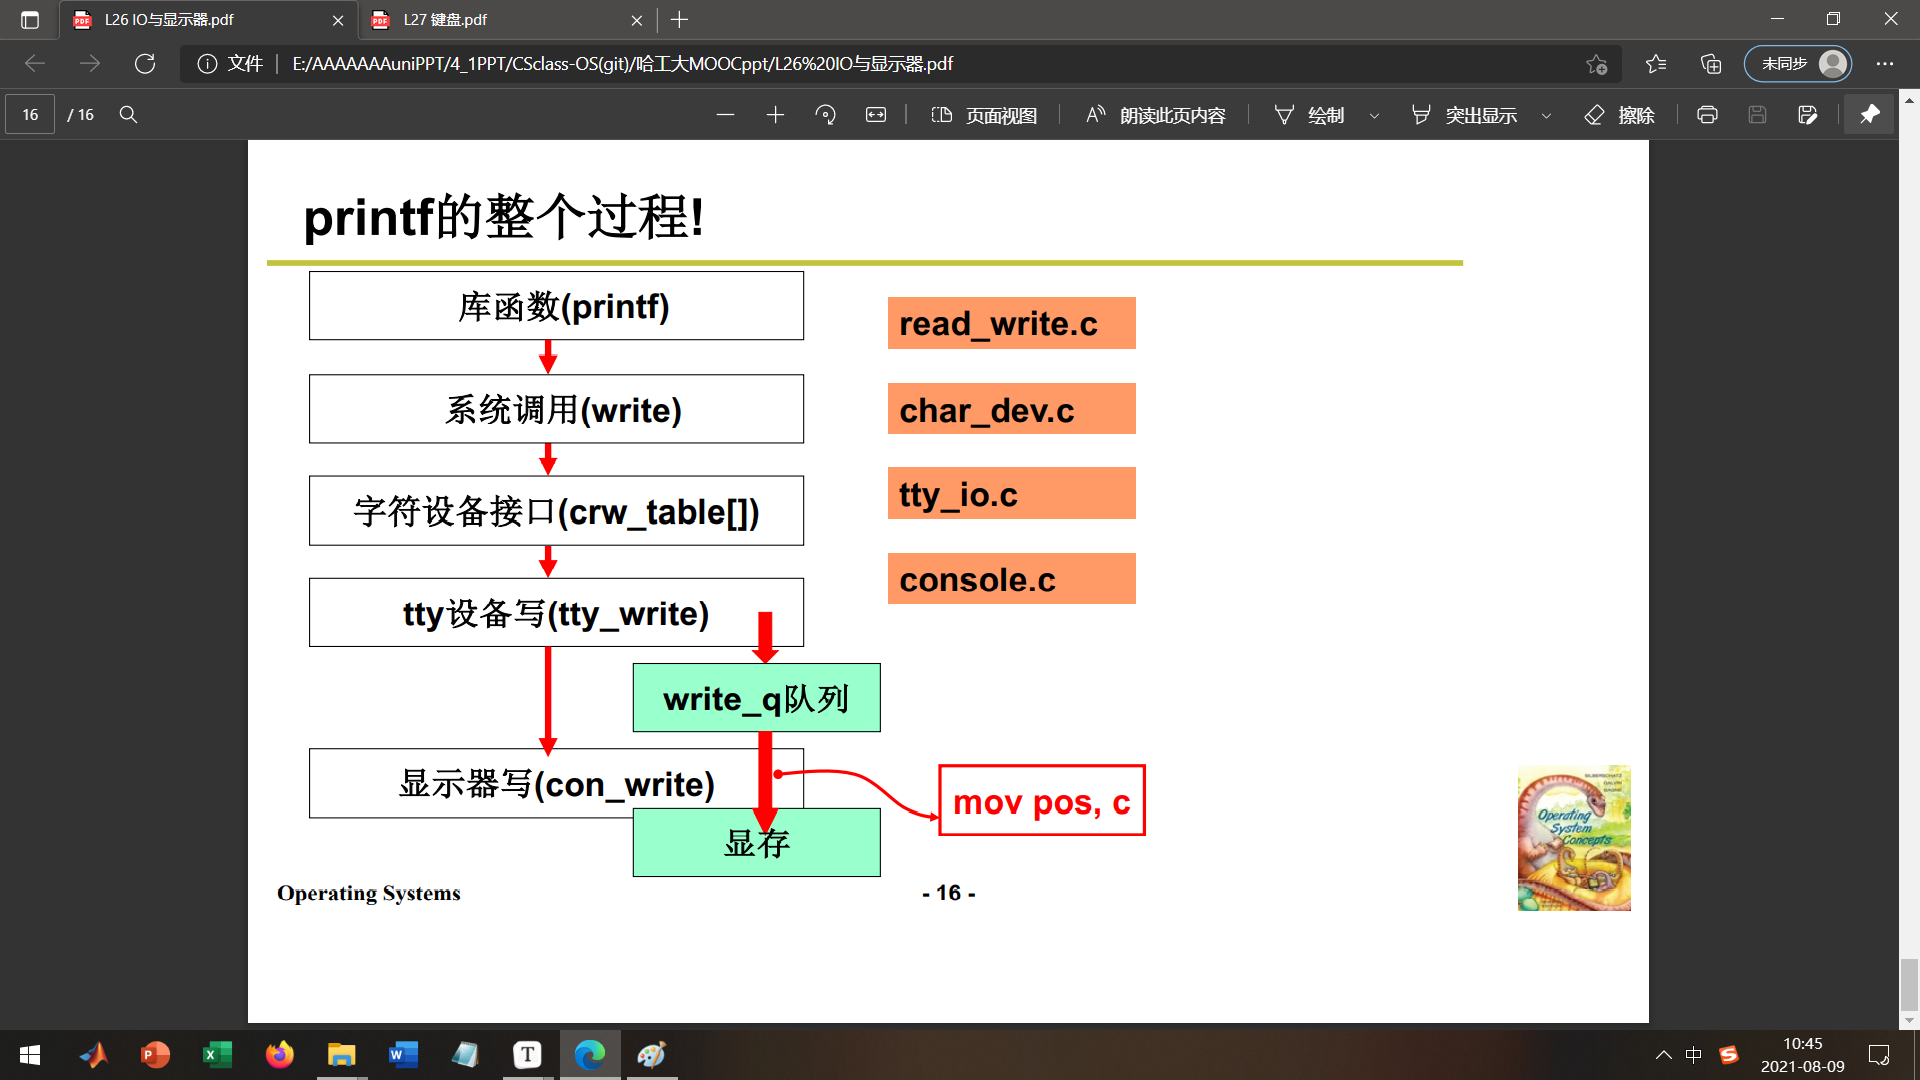 L26 IO与显示器.pdf
L27 键盘.pdf
文件
E:/AAAAAAAuniPPT/4_1PPT/CSclass-OS(git)/哈工大MOOCppt/L26%20IO与显示器.pdf
未同步
16 / 16
页面视图
朗读此页内容
绘制
突出显示
擦除
printf的整个过程!
库函数(printf)
系统调用(write)
字符设备接口(crw_table[])
tty设备写(tty_write)
write_q队列
显示器写(con_write)
显存
read_write.c
char_dev.c
tty_io.c
console.c
mov pos, c
SILBERSCHATZ
GALVIN
GAGNE
Operating
System
Concepts
Operating Systems
- 16 -
中
10:45
2021-08-09